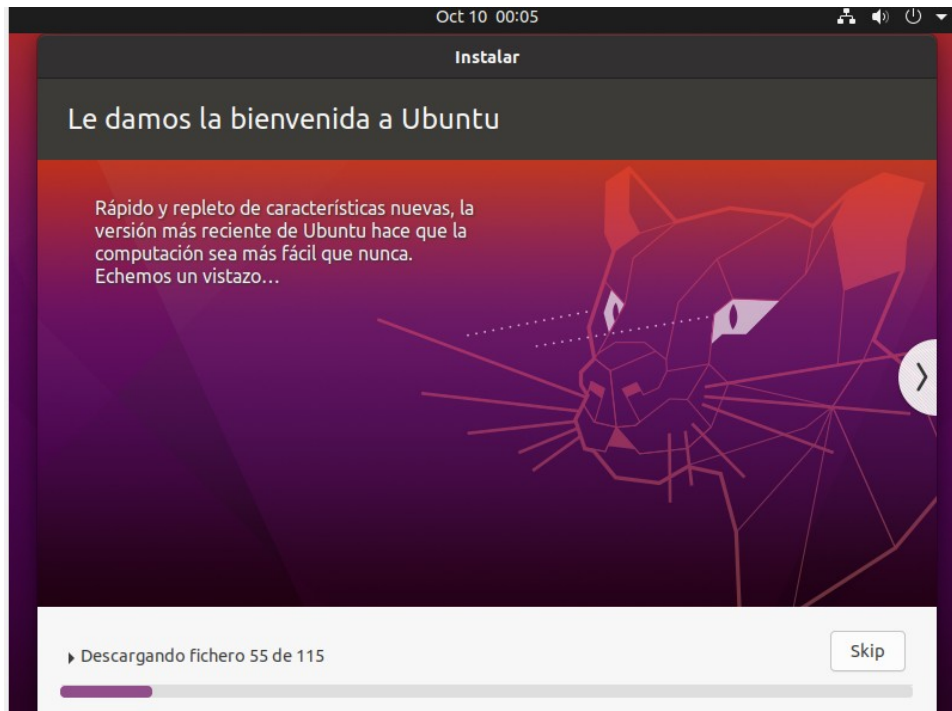 Oct 10 00:05
Instalar
Le damos la bienvenida a Ubuntu
Rápido y repleto de características nuevas, la
versión más reciente de Ubuntu hace que la
computación sea más fácil que nunca.
Echemos un vistazo…
Descargando fichero 55 de 115
Skip